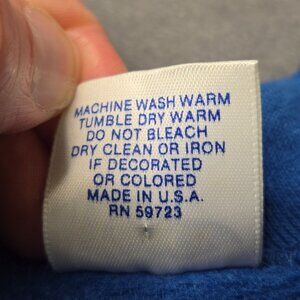 MACHINE WASH WARM
TUMBLE DRY WARM
DO NOT BLEACH
DRY CLEAN OR IRON
IF DECORATED
OR COLORED
MADE IN U.S.A.
RN 59723